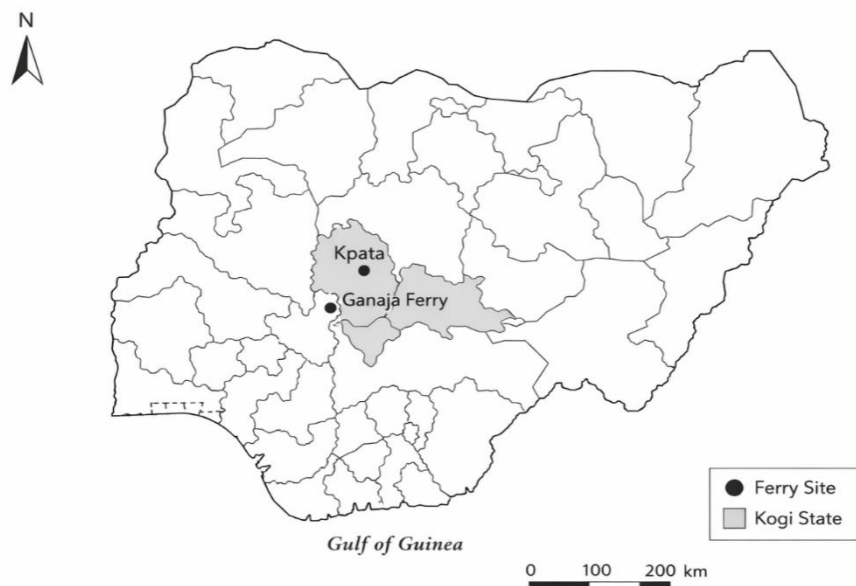 N
Kpata
Ganaja Ferry
Ferry Site
Kogi State
Gulf of Guinea
0 100 200 km